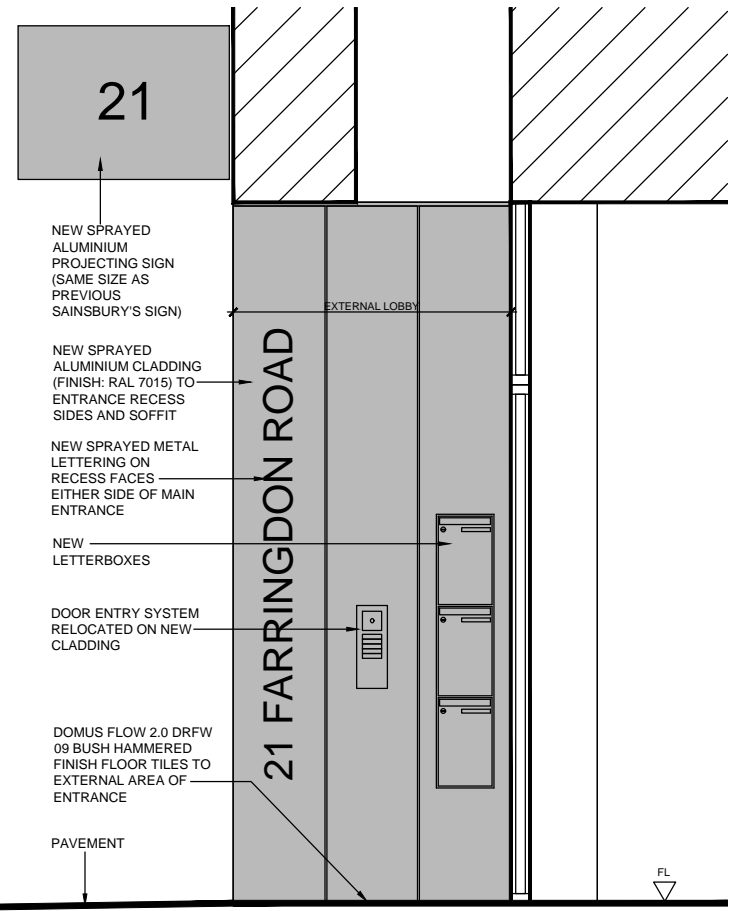 21
NEW SPRAYED
ALUMINIUM
PROJECTING SIGN
(SAME SIZE AS
PREVIOUS
SAINSBURY'S SIGN)
EXTERNAL LOBBY
NEW SPRAYED
ALUMINIUM CLADDING
(FINISH: RAL 7015) TO
ENTRANCE RECESS
SIDES AND SOFFIT
21 FARRINGDON ROAD
NEW SPRAYED METAL
LETTERING ON
RECESS FACES
EITHER SIDE OF MAIN
ENTRANCE
NEW
LETTERBOXES
DOOR ENTRY SYSTEM
RELOCATED ON NEW
CLADDING
DOMUS FLOW 2.0 DRFW
09 BUSH HAMMERED
FINISH FLOOR TILES TO
EXTERNAL AREA OF
ENTRANCE
PAVEMENT
FL